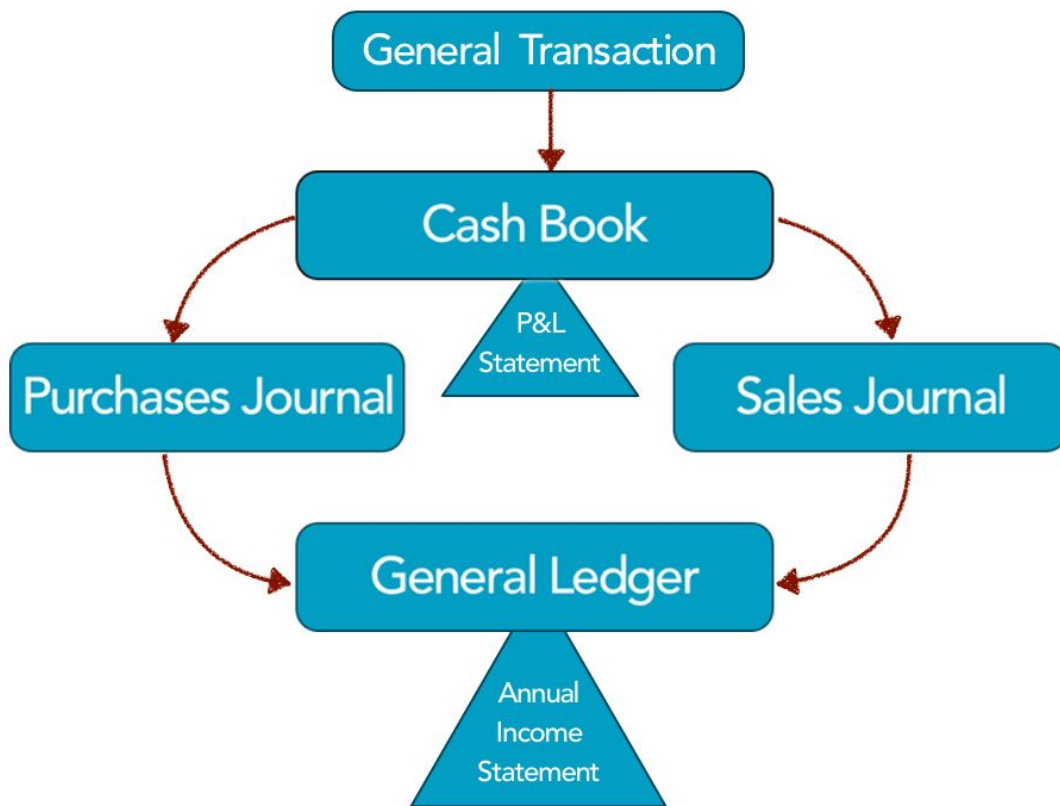 General Transaction
Cash Book
P&L
Statement
Purchases Journal
Sales Journal
General Ledger
Annual
Income
Statement